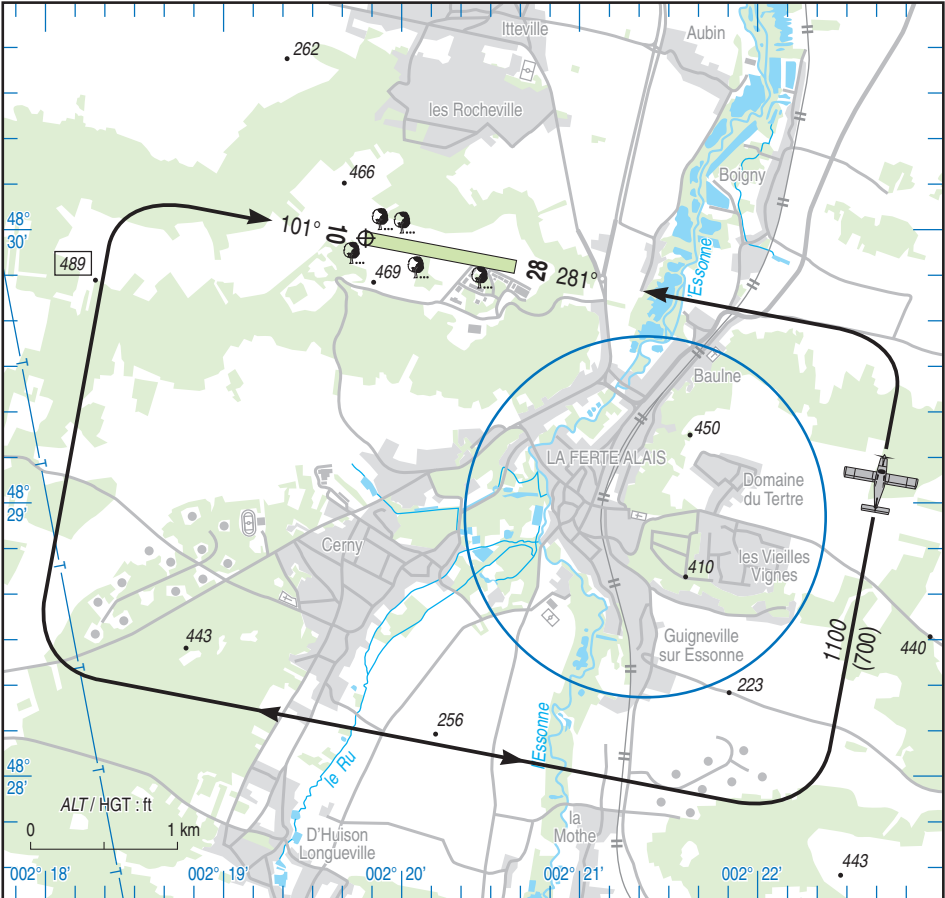 Itteville
Aubin
262
les Rocheville
466
Boigny
48°
30'
101°
10
489
469
28
281°
l'Essonne
Baulne
450
LA FERTE ALAIS
Domaine
du Tertre
48°
29'
Cerny
les Vieilles
Vignes
410
443
Guigneville
sur Essonne
1100
(700)
440
223
256
l'Essonne
le Ru
48°
28'
ALT / HGT : ft
0
1 km
D'Huison
Longueville
la
Mothe
443
002° 18'
002° 19'
002° 20'
002° 21'
002° 22'